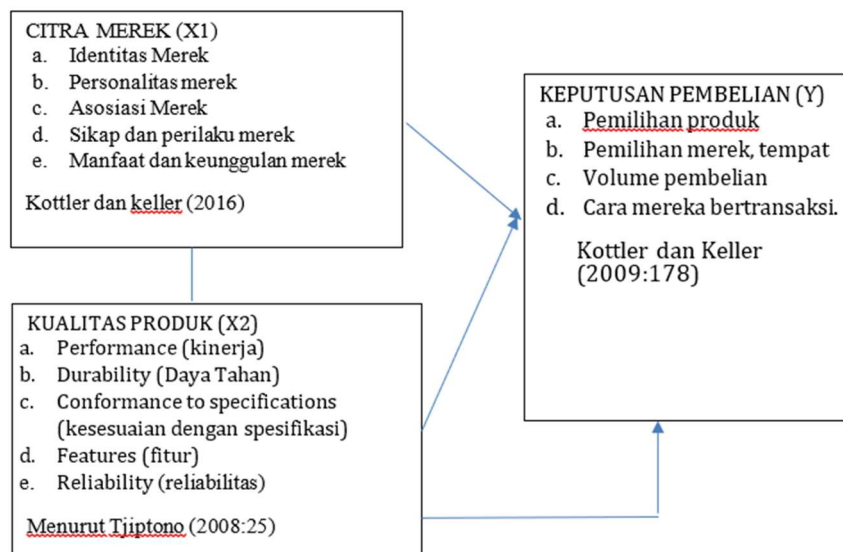 CITRA MEREK (X1)
a. Identitas Merek
b. Personalitas merek
c. Asosiasi Merek
d. Sikap dan perilaku merek
e. Manfaat dan keunggulan merek
Kottler dan keller (2016)
KUALITAS PRODUK (X2)
a. Performance (kinerja)
b. Durability (Daya Tahan)
c. Conformance to specifications
(kesesuaian dengan spesifikasi)
d. Features (fitur)
e. Reliability (reliabilitas)
Menurut Tjiptono (2008:25)
KEPUTUSAN PEMBELIAN (Y)
a. Pemilihan produk
b. Pemilihan merek, tempat
c. Volume pembelian
d. Cara mereka bertransaksi.
Kottler dan Keller
(2009:178)